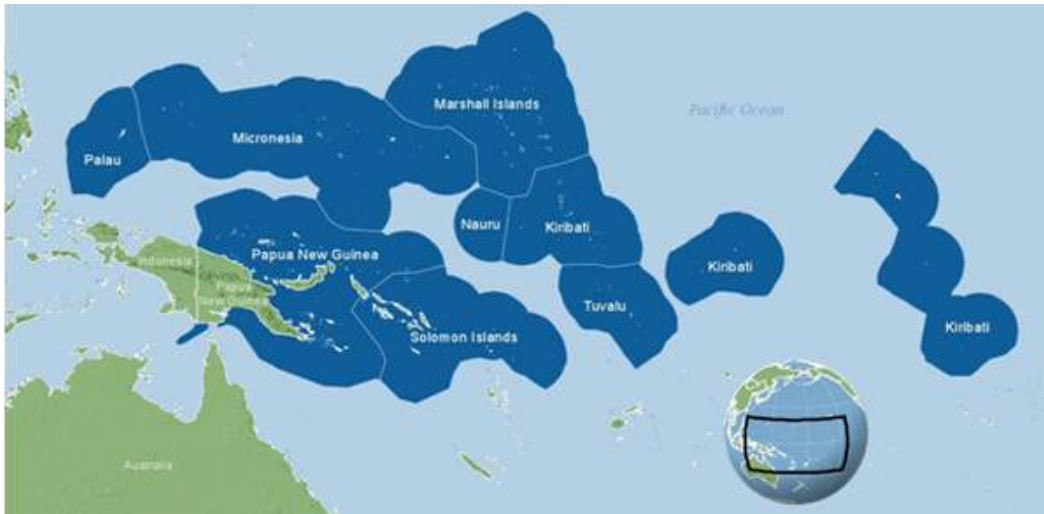 Marshall Islands
Pacific Ocean
Micronesia
Palau
Nauru
Kiribati
Papua New Guinea
Indonesia
Kiribati
Papua
New Guinea
Tuvalu
Kiribati
Solomon Islands
Australia